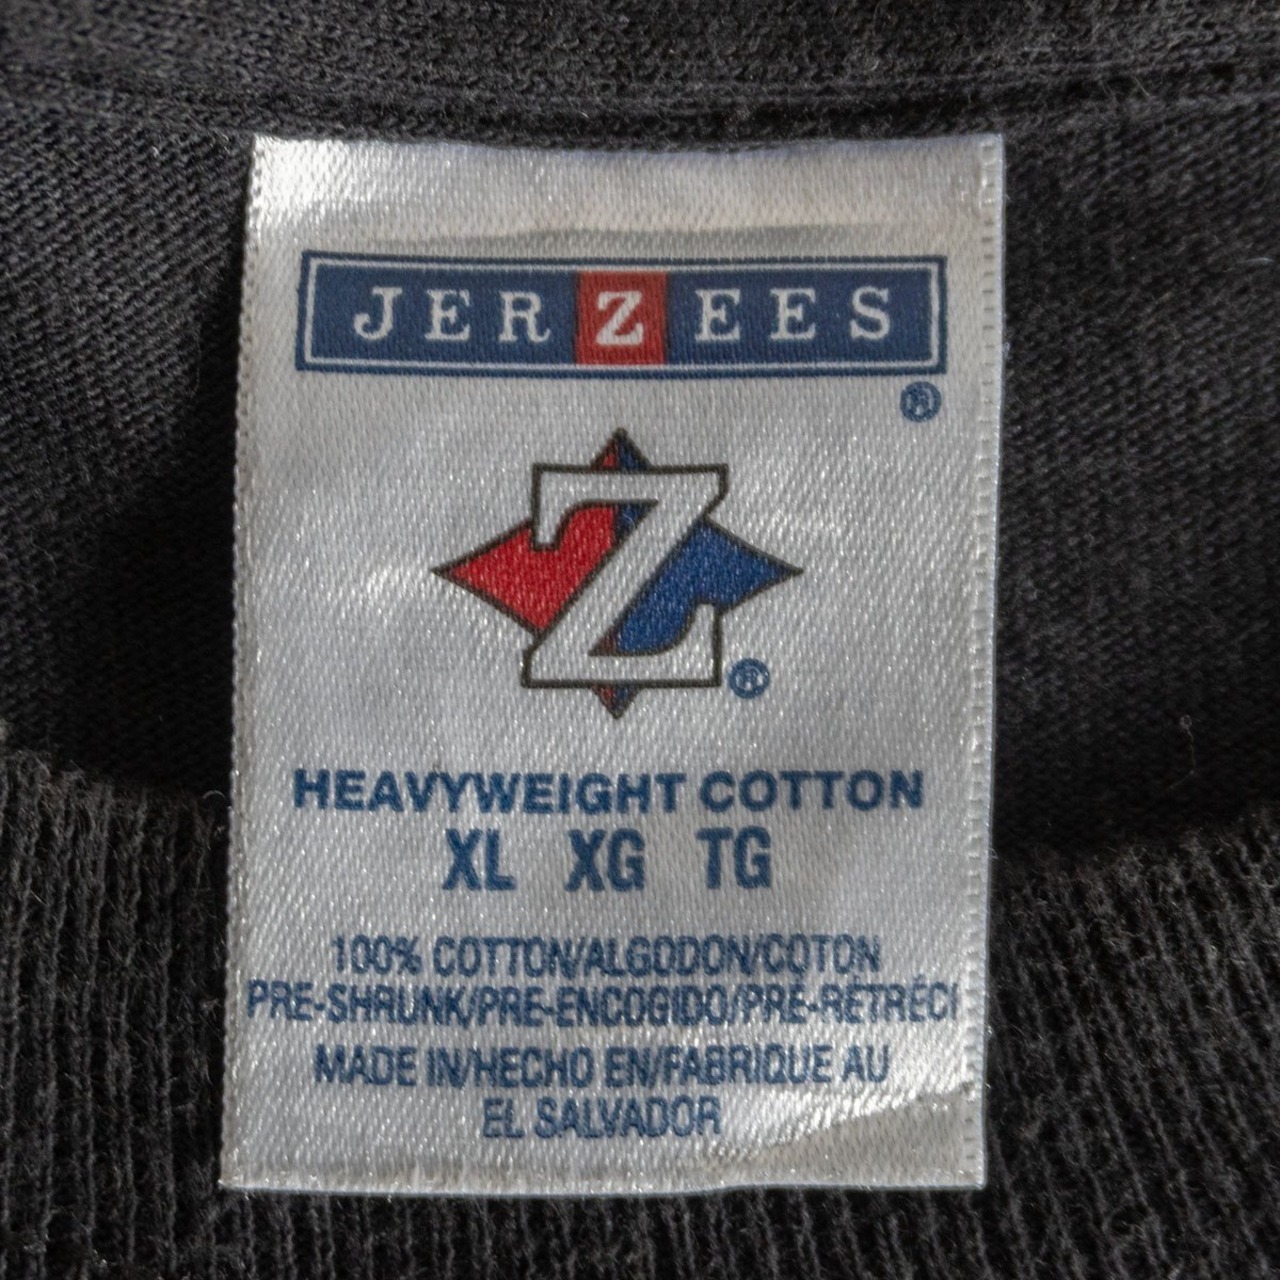 JERZEES
®
Z
®
HEAVYWEIGHT COTTON
XL XG TG
100% COTTON/ALGODON/COTON
PRE-SHRUNK/PRE-ENCOGIDO/PRÉ-RÉTRÉCI
MADE IN/HECHO EN/FABRIQUE AU
EL SALVADOR